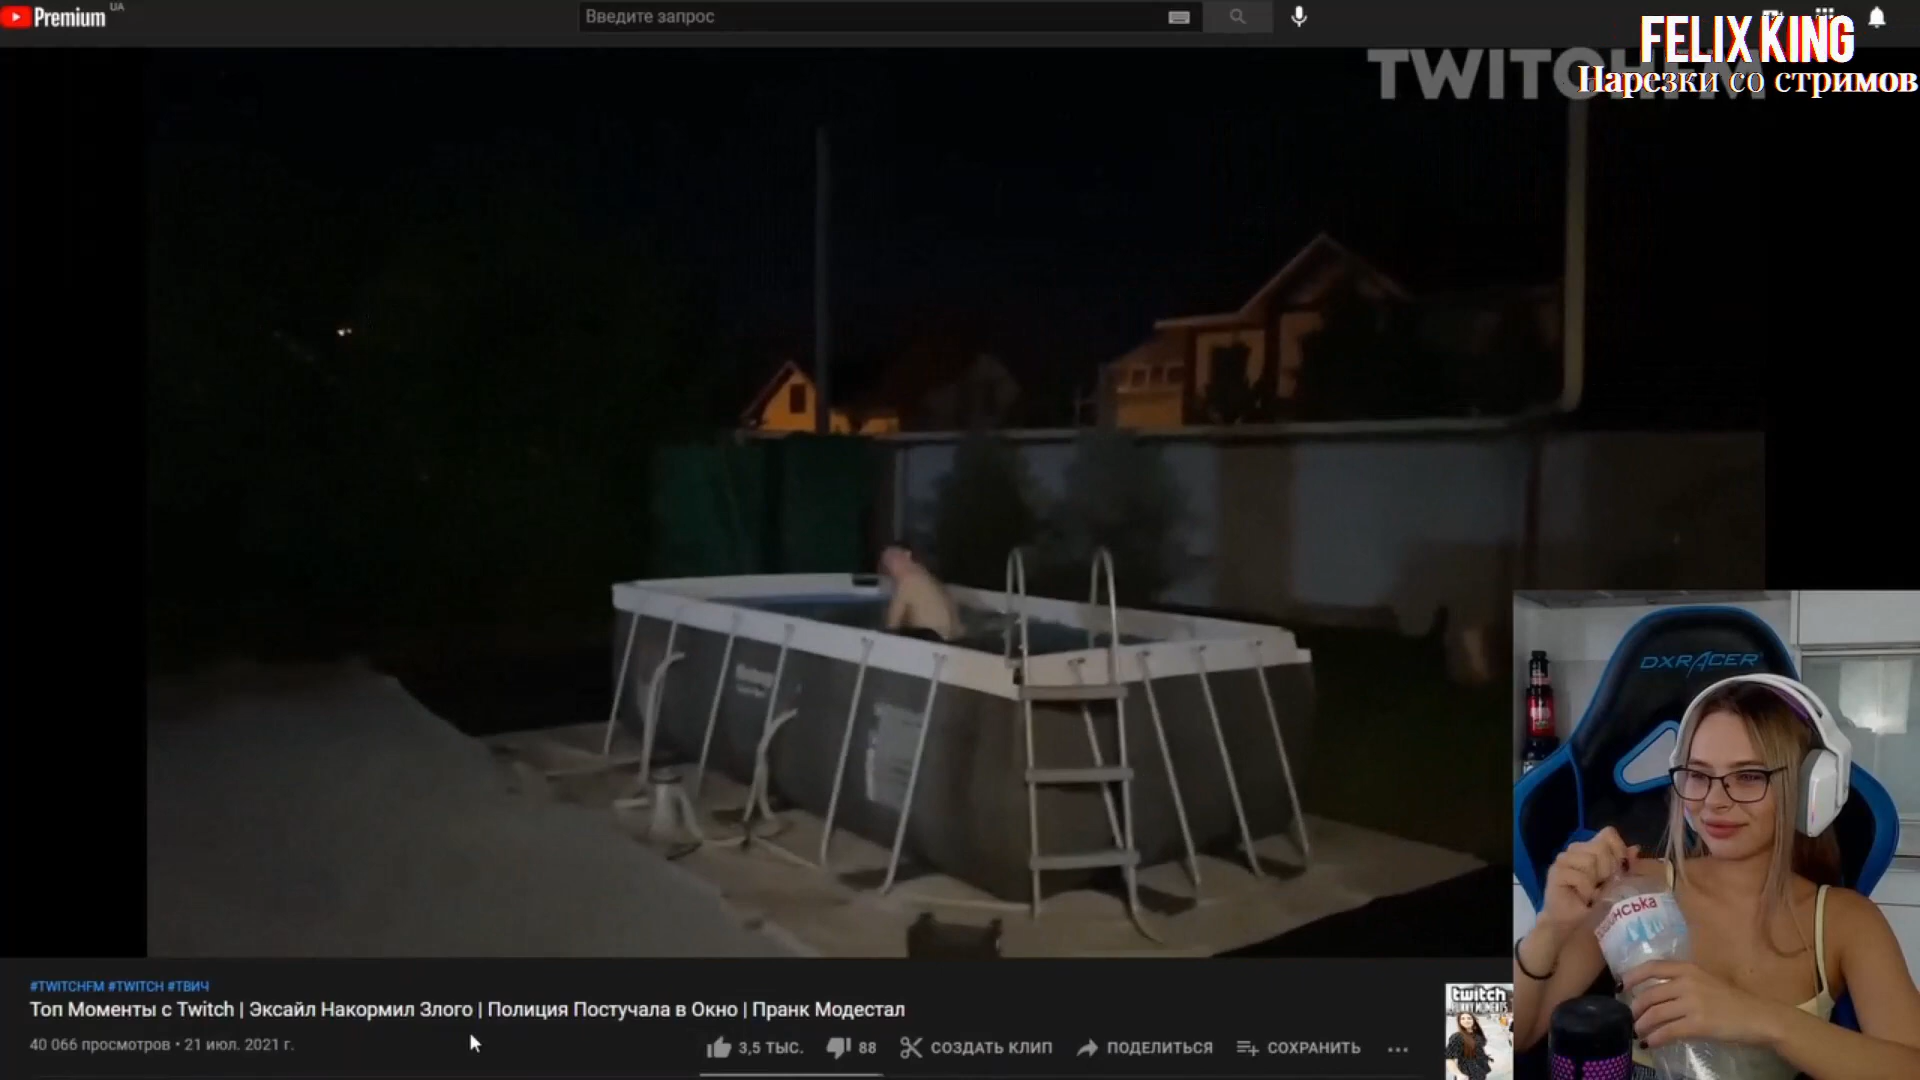 Premium
UA
Введите запрос
FELIX KING
TWITCHFM
Нарезки со стримов
DXRACER
#TWITCHFM #TWITCH #ТВИЧ
Топ Моменты с Twitch | Эксайл Накормил Злого | Полиция Постучала в Окно | Пранк Модестал
40 066 просмотров • 21 июл. 2021 г.
3,5 ТЫС.
88
СОЗДАТЬ КЛИП
ПОДЕЛИТЬСЯ
СОХРАНИТЬ
twitch